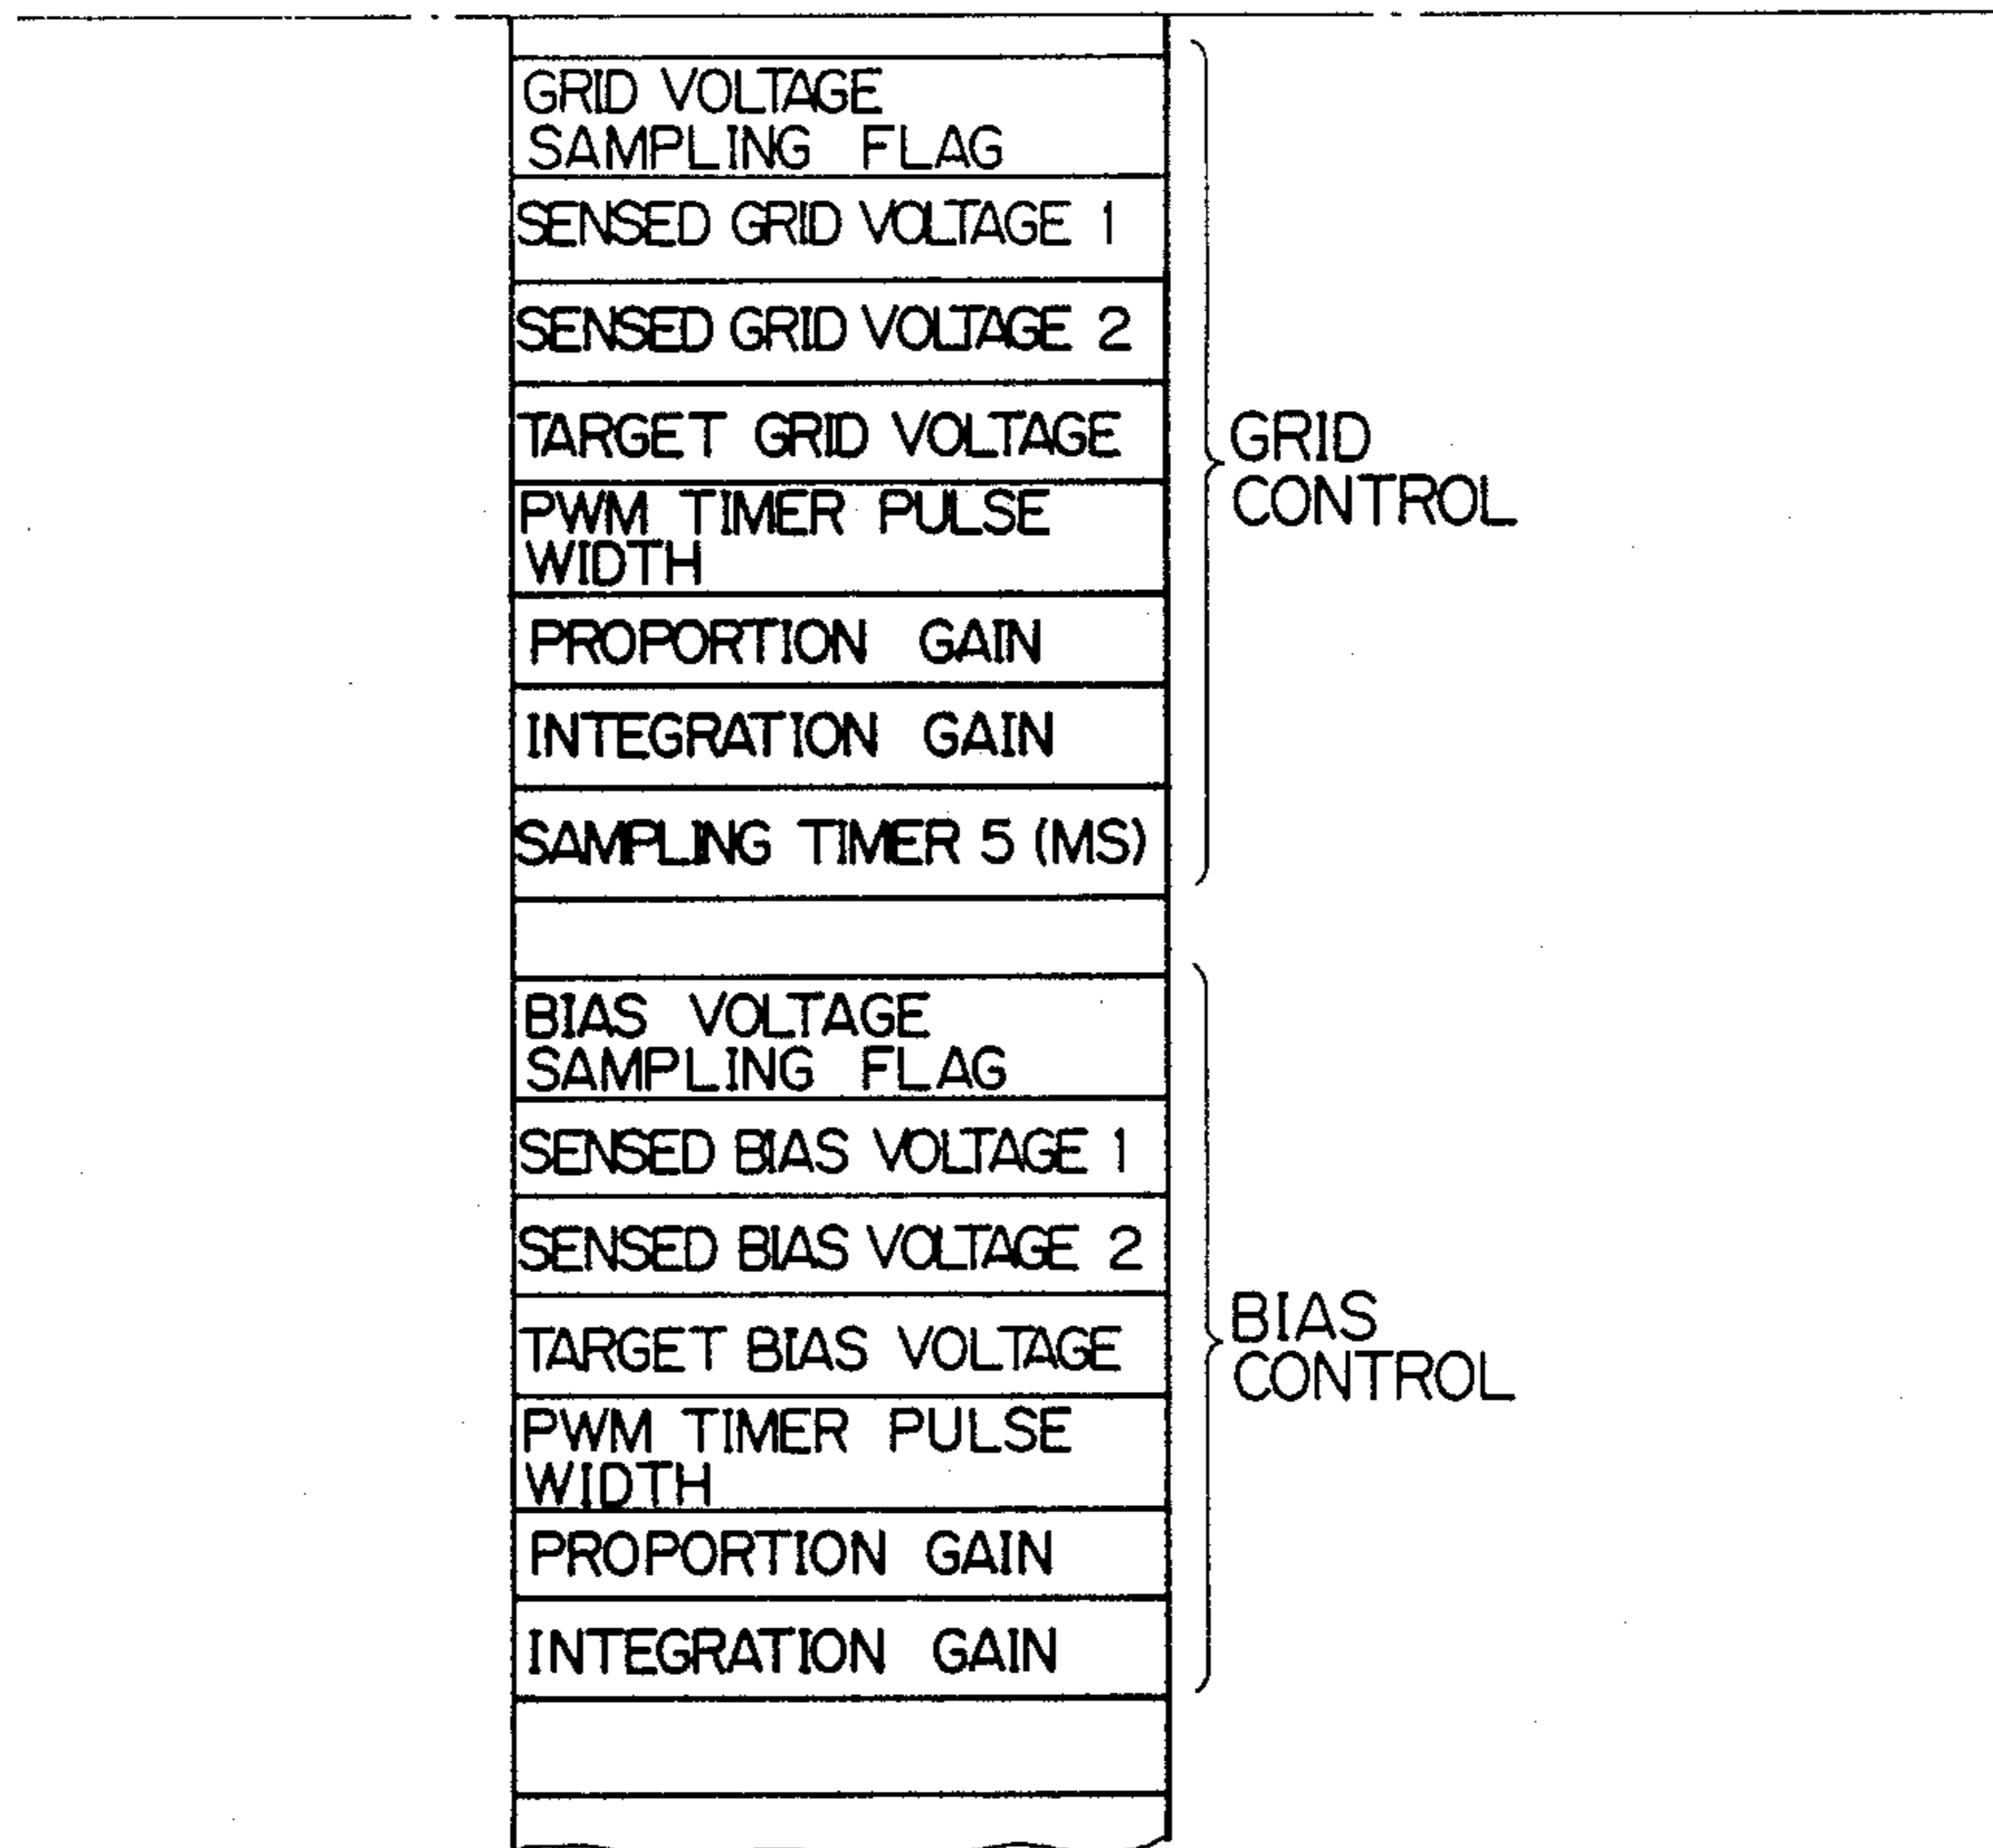 GRID VOLTAGE
SAMPLING FLAG
SENSED GRID VOLTAGE 1
SENSED GRID VOLTAGE 2
TARGET GRID VOLTAGE
PWM TIMER PULSE
WIDTH
PROPORTION GAIN
INTEGRATION GAIN
SAMPLING TIMER 5 (MS)
GRID
CONTROL
BIAS VOLTAGE
SAMPLING FLAG
SENSED BIAS VOLTAGE 1
SENSED BIAS VOLTAGE 2
TARGET BIAS VOLTAGE
PWM TIMER PULSE
WIDTH
PROPORTION GAIN
INTEGRATION GAIN
BIAS
CONTROL